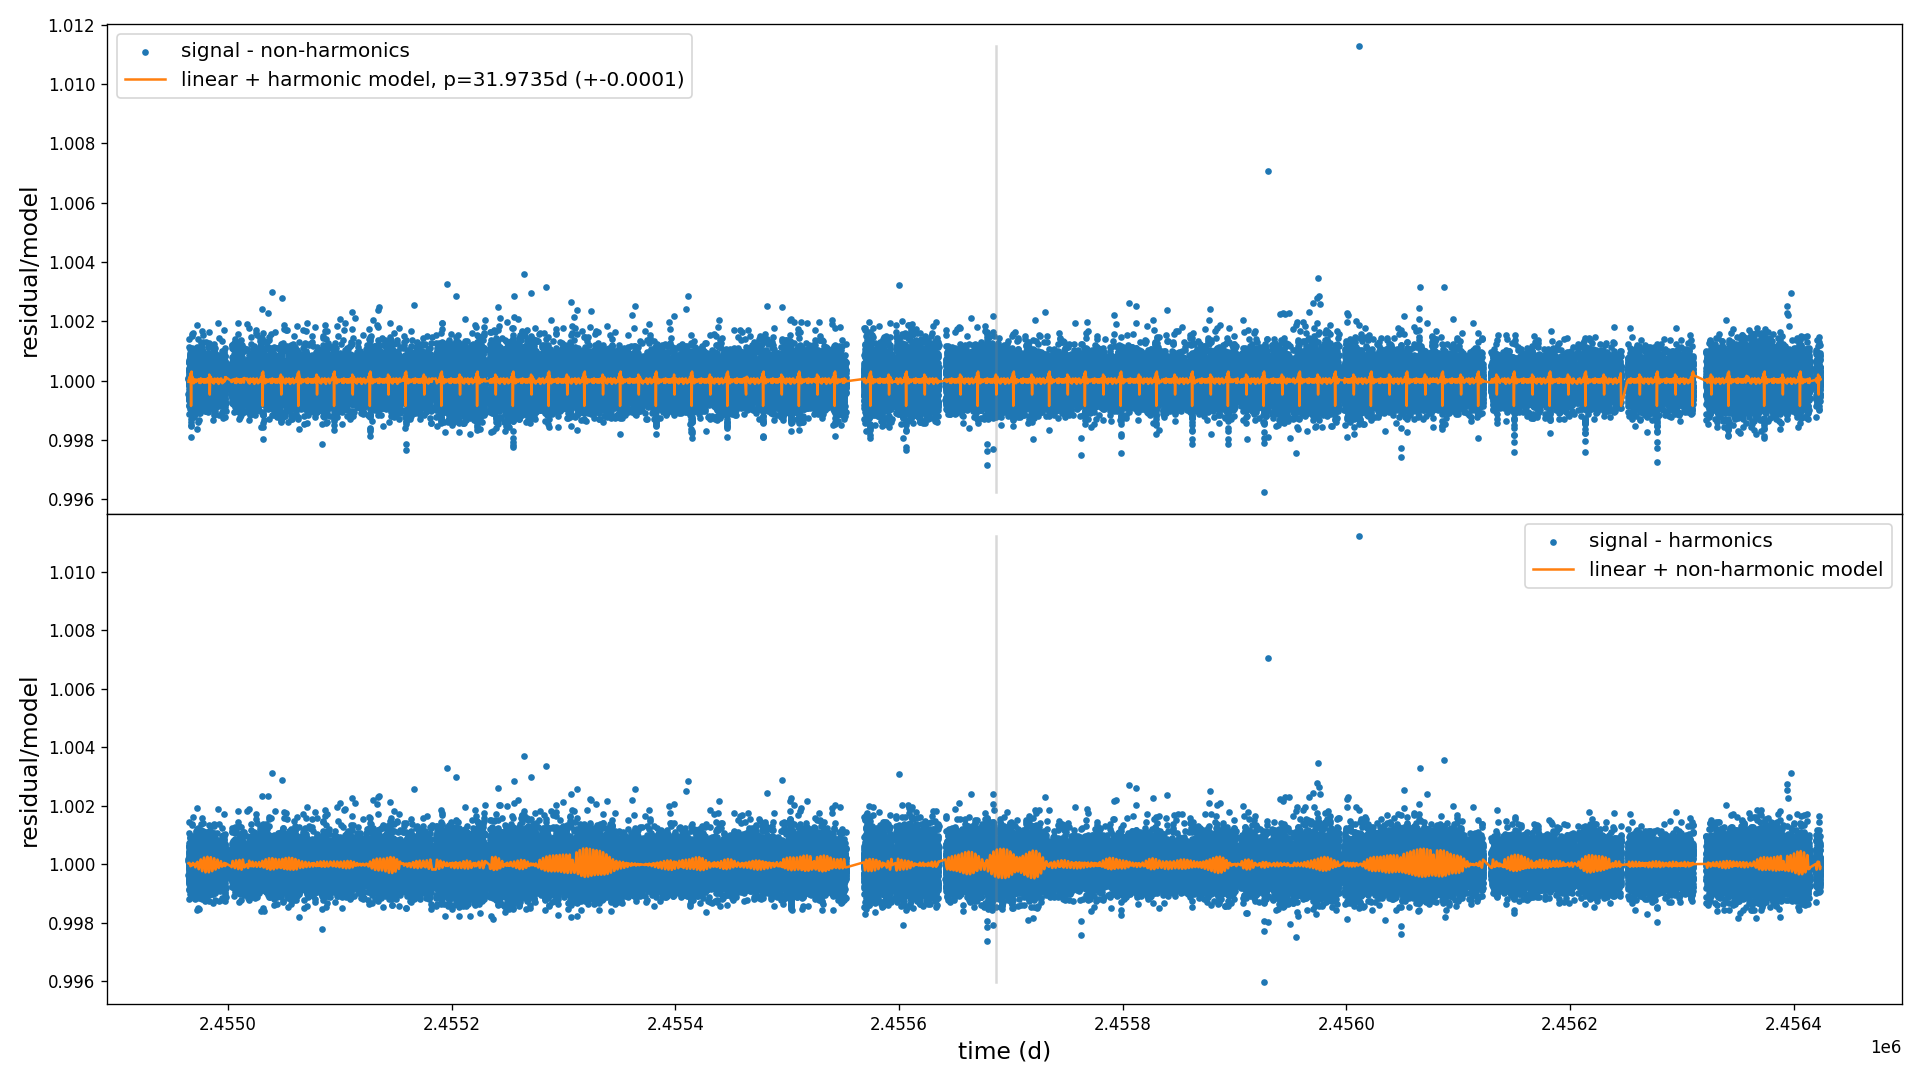 1.012
1.010
1.008
1.006
1.004
1.002
1.000
0.998
0.996
residual/model
signal - non-harmonics
linear + harmonic model, p=31.9735d (+-0.0001)
1.010
1.008
1.006
1.004
1.002
1.000
0.998
0.996
residual/model
signal - harmonics
linear + non-harmonic model
2.4550 2.4552 2.4554 2.4556 2.4558 2.4560 2.4562 2.4564
1e6
time (d)